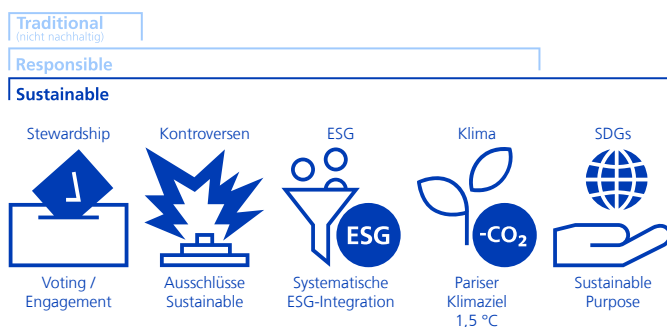 Traditional
(nicht nachhaltig)
Responsible
Sustainable
Stewardship
Kontroversen
ESG
Klima
SDGs
ESG
-CO₂
Voting /
Engagement
Ausschlüsse
Sustainable
Systematische
ESG-Integration
Pariser
Klimaziel
1,5 ºC
Sustainable
Purpose